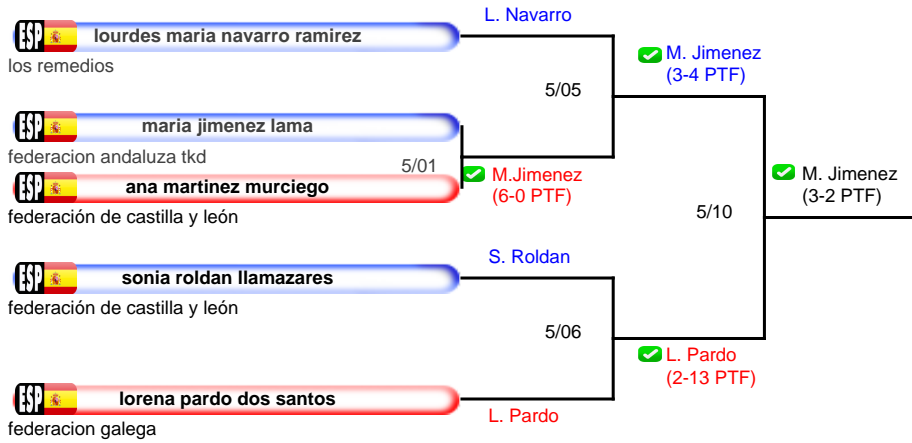 L. Navarro
ESP lourdes maria navarro ramirez
los remedios
M. Jimenez
(3-4 PTF)
5/05
ESP maria jimenez lama
federacion andaluza tkd
5/01
M.Jimenez
(6-0 PTF)
ESP ana martinez murciego
federación de castilla y león
M. Jimenez
(3-2 PTF)
5/10
S. Roldan
ESP sonia roldan llamazares
federación de castilla y león
5/06
L. Pardo
(2-13 PTF)
ESP lorena pardo dos santos
L. Pardo
federacion galega